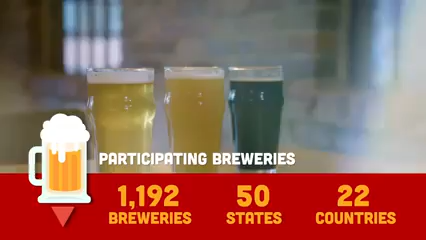 PARTICIPATING BREWERIES
1,192 50 22
BREWERIES STATES COUNTRIES